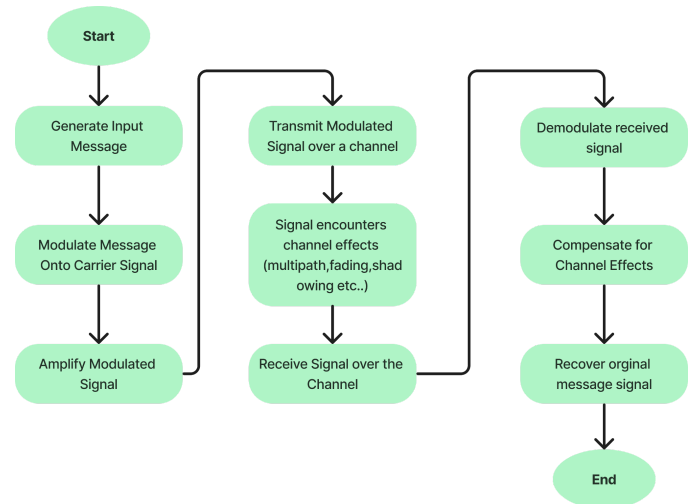 Start
Generate Input
Message
Modulate Message
Onto Carrier Signal
Amplify Modulated
Signal
Transmit Modulated
Signal over a channel
Signal encounters
channel effects
(multipath,fading,shad
owing etc..)
Receive Signal over the
Channel
Demodulate received
signal
Compensate for
Channel Effects
Recover orginal
message signal
End